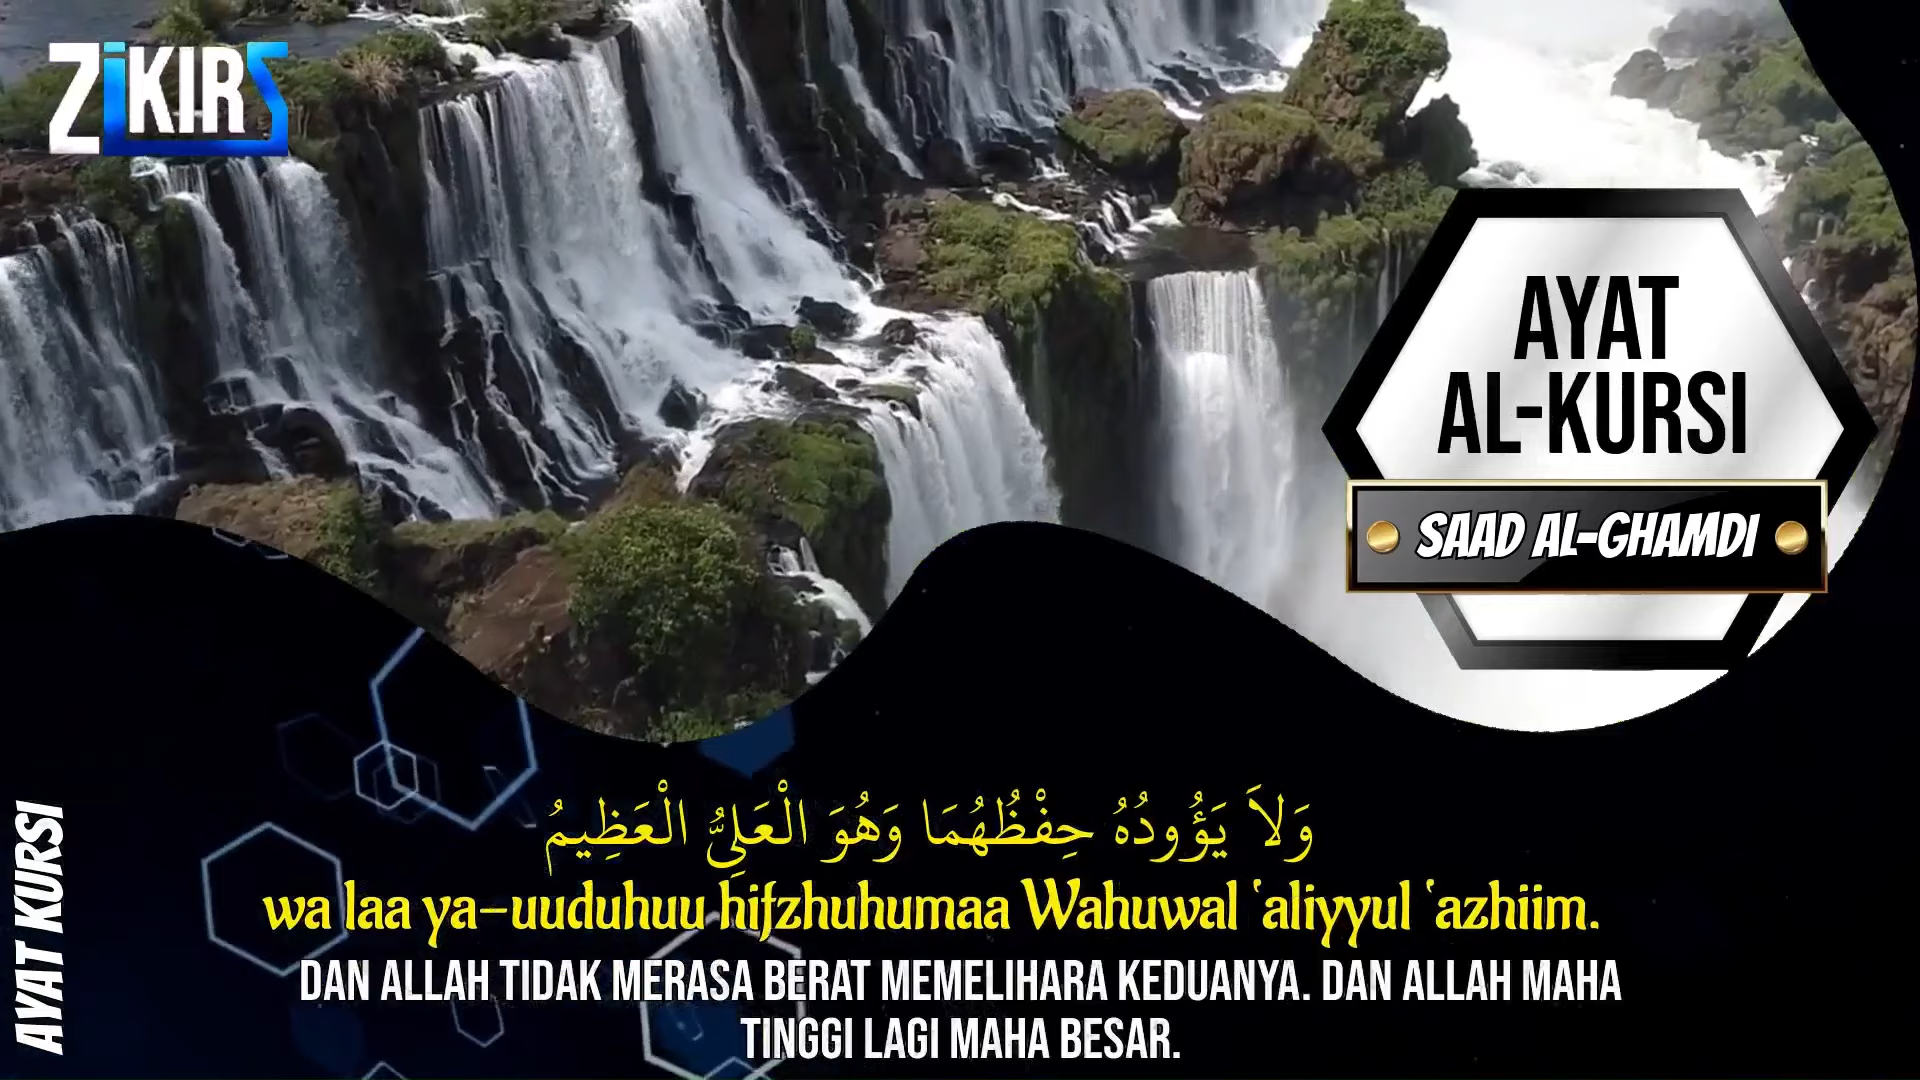 ZiKIRS
AYAT
AL-KURSI
SAAD AL-GHAMDI
AYAT KURSI
وَلاَ يَؤُودُهُ حِفْظُهُمَا وَهُوَ الْعَلِيُّ الْعَظِيمُ
wa laa ya-uuduhuu hifzhuhumaa Wahuwal 'aliyyul 'azhiim.
DAN ALLAH TIDAK MERASA BERAT MEMELIHARA KEDUANYA. DAN ALLAH MAHA
TINGGI LAGI MAHA BESAR.